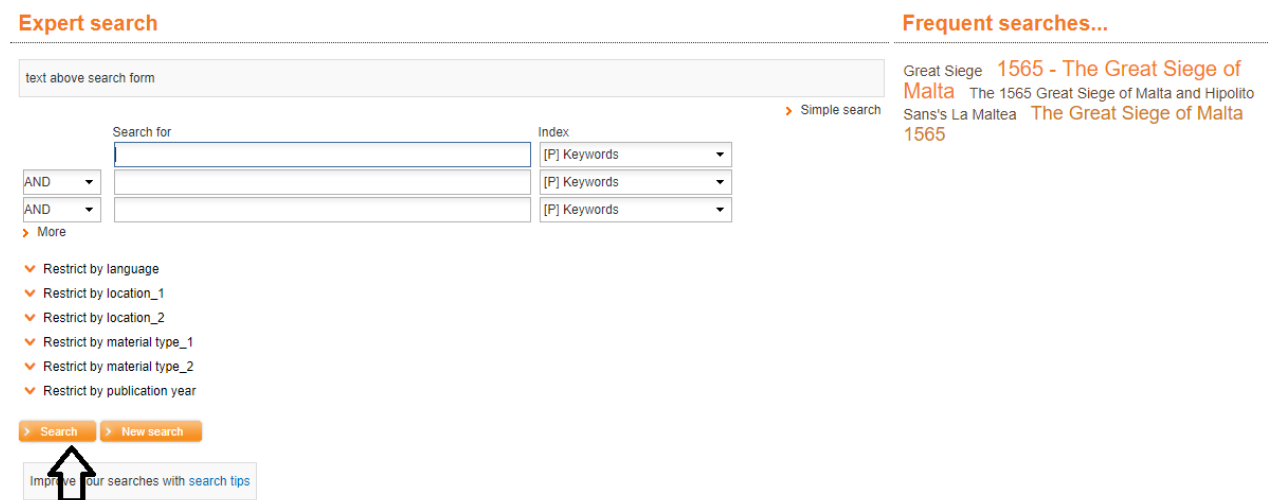 Expert search
text above search form
Simple search
Search for Index
[P] Keywords
AND [P] Keywords
AND [P] Keywords
More
Restrict by language
Restrict by location_1
Restrict by location_2
Restrict by material type_1
Restrict by material type_2
Restrict by publication year
Search New search
Improve your searches with search tips
Frequent searches...
Great Siege 1565 - The Great Siege of
Malta The 1565 Great Siege of Malta and Hipolito
Sans's La Maltea The Great Siege of Malta
1565